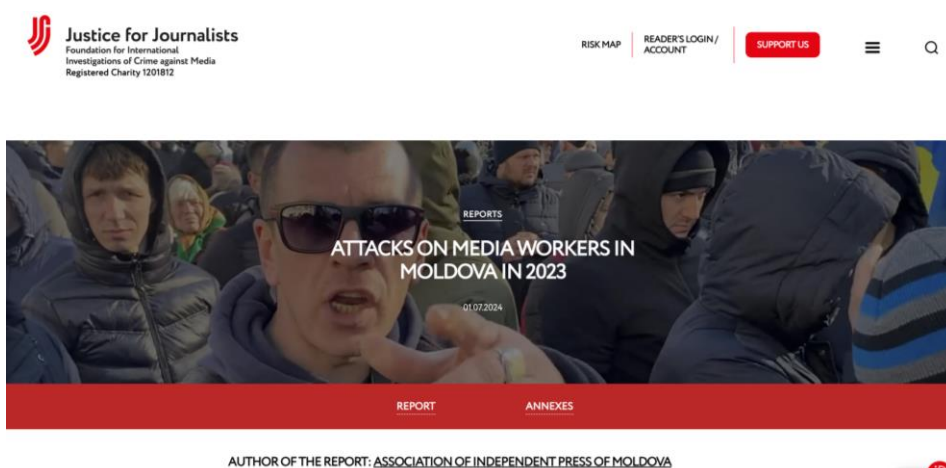 Justice for Journalists
Foundation for International
Investigations of Crime against Media
Registered Charity 1201812
RISK MAP
READER'S LOGIN /
ACCOUNT
SUPPORT US
REPORTS
ATTACKS ON MEDIA WORKERS IN
MOLDOVA IN 2023
01.07.2024
REPORT
ANNEXES
AUTHOR OF THE REPORT: ASSOCIATION OF INDEPENDENT PRESS OF MOLDOVA